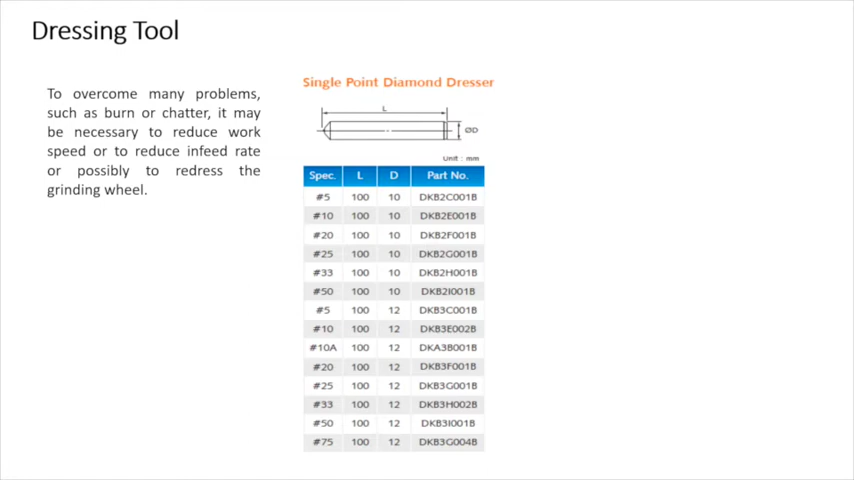 Dressing Tool
To overcome many problems,
such as burn or chatter, it may
be necessary to reduce work
speed or to reduce infeed rate
or possibly to redress the
grinding wheel.
Single Point Diamond Dresser
L
ØD
Unit : mm
Spec. L D Part No.
#5 100 10 DKB2C001B
#10 100 10 DKB2E001B
#20 100 10 DKB2F001B
#25 100 10 DKB2G001B
#33 100 10 DKB2H001B
#50 100 10 DKB2I001B
#5 100 12 DKB3C001B
#10 100 12 DKB3E002B
#10A 100 12 DKA3B001B
#20 100 12 DKB3F001B
#25 100 12 DKB3G001B
#33 100 12 DKB3H002B
#50 100 12 DKB3I001B
#75 100 12 DKB3G004B